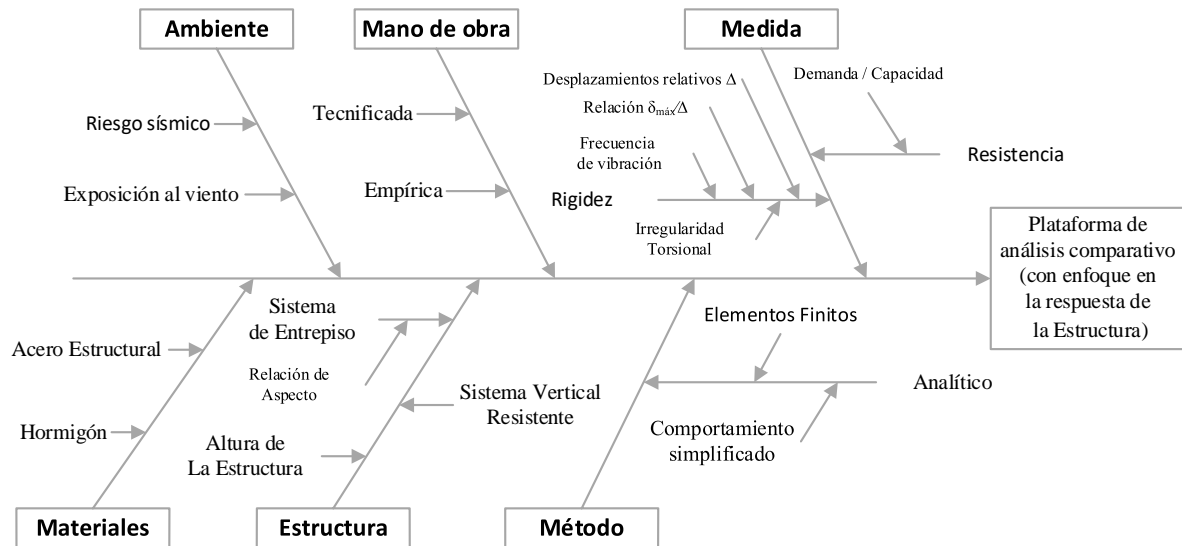 Ambiente
Mano de obra
Medida
Riesgo sísmico
Exposición al viento
Tecnificada
Empírica
Desplazamientos relativos Δ
Relación δmáx/Δ
Frecuencia
de vibración
Rigidez
Irregularidad
Torsional
Demanda / Capacidad
Resistencia
Plataforma de
análisis comparativo
(con enfoque en
la respuesta de
la Estructura)
Acero Estructural
Hormigón
Sistema
de Entrepiso
Relación de
Aspecto
Sistema Vertical
Resistente
Altura de
La Estructura
Elementos Finitos
Analítico
Comportamiento
simplificado
Materiales
Estructura
Método